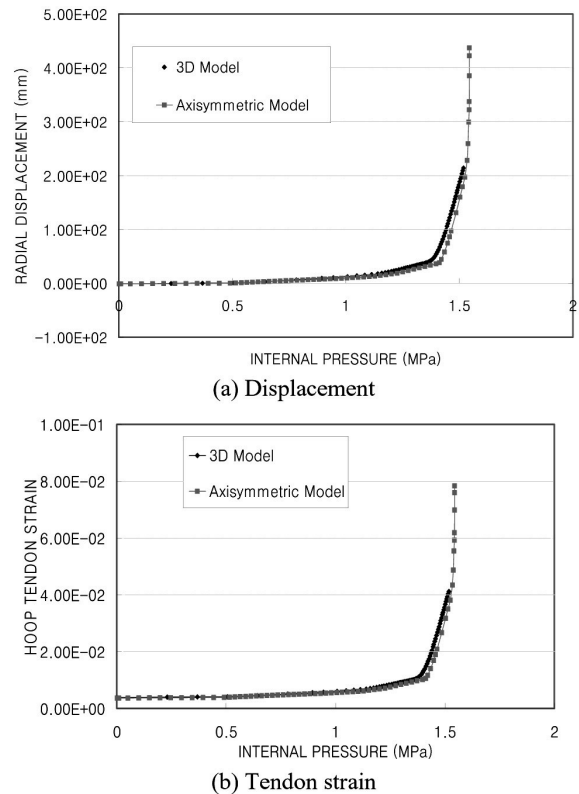 5.00E+02
4.00E+02
3.00E+02
2.00E+02
1.00E+02
0.00E+00
-1.00E+02
RADIAL DISPLACEMENT (mm)
3D Model
Axisymmetric Model
0 0.5 1 1.5 2
INTERNAL PRESSURE (MPa)
(a) Displacement
1.00E-01
8.00E-02
6.00E-02
4.00E-02
2.00E-02
0.00E+00
HOOP TENDON STRAIN
3D Model
Axisymmetric Model
0 0.5 1 1.5 2
INTERNAL PRESSURE (MPa)
(b) Tendon strain